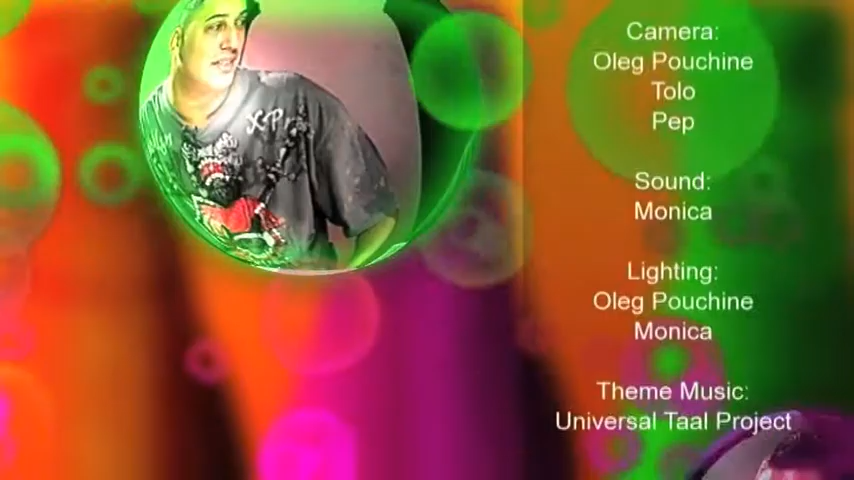 Camera:
Oleg Pouchine
Tolo
Pep
Sound:
Monica
Lighting:
Oleg Pouchine
Monica
Theme Music:
Universal Taal Project